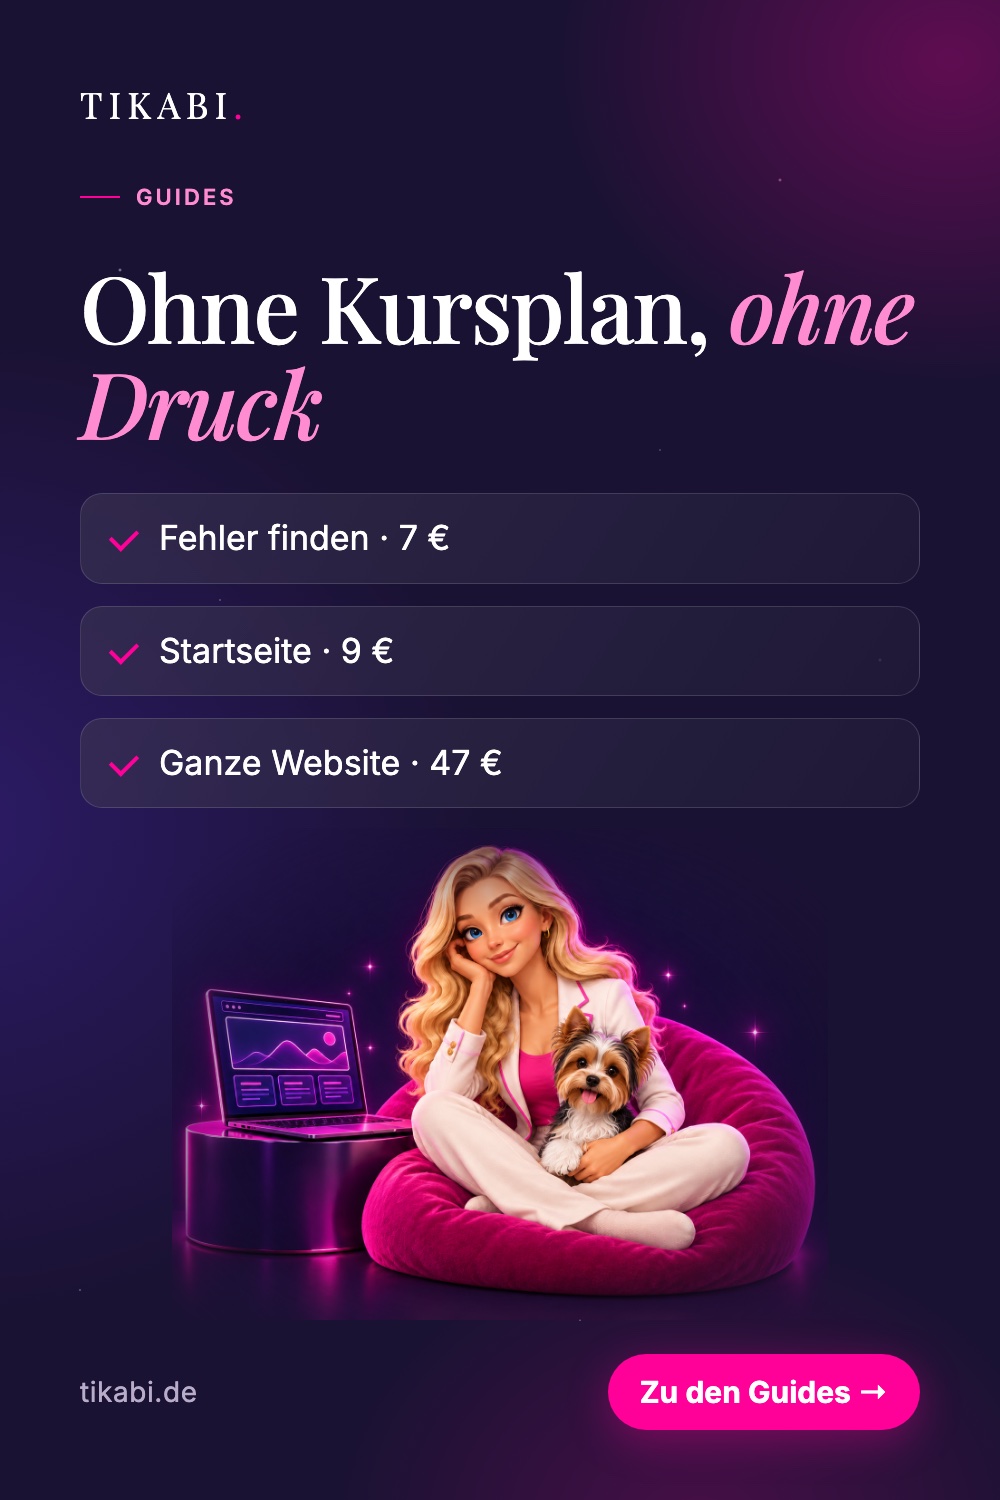 TIKABI.
GUIDES
Ohne Kursplan, ohne
Druck
Fehler finden · 7 €
Startseite · 9 €
Ganze Website · 47 €
tikabi.de
Zu den Guides →